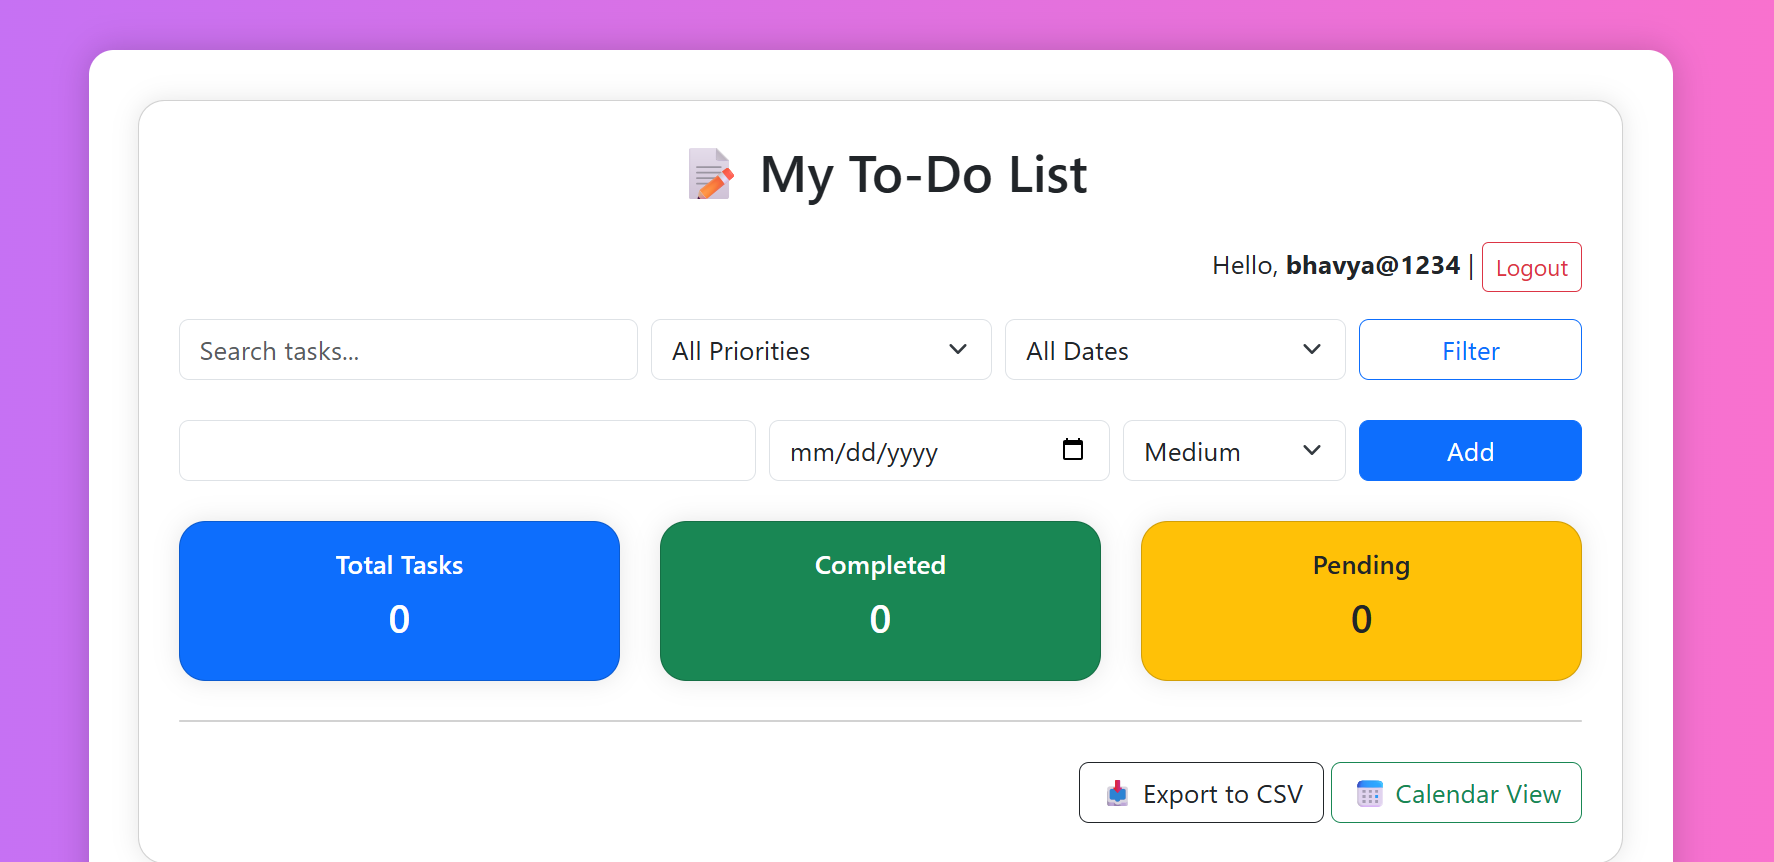 My To-Do List
Hello, bhavya@1234 | Logout
Search tasks... All Priorities All Dates Filter
mm/dd/yyyy Medium Add
Total Tasks Completed Pending
0 0 0
Export to CSV Calendar View